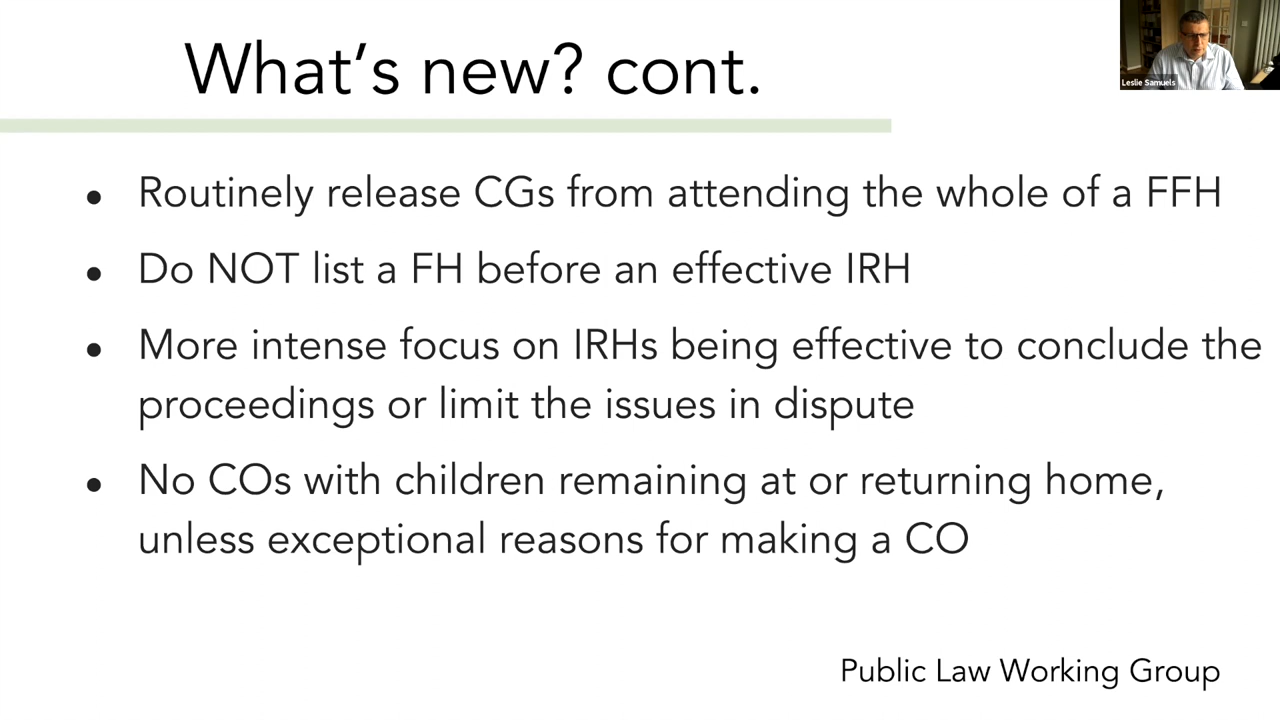 What's new? cont.
Leslie Samuels
• Routinely release CGs from attending the whole of a FFH
• Do NOT list a FH before an effective IRH
• More intense focus on IRHs being effective to conclude the
proceedings or limit the issues in dispute
• No COs with children remaining at or returning home,
unless exceptional reasons for making a CO
Public Law Working Group